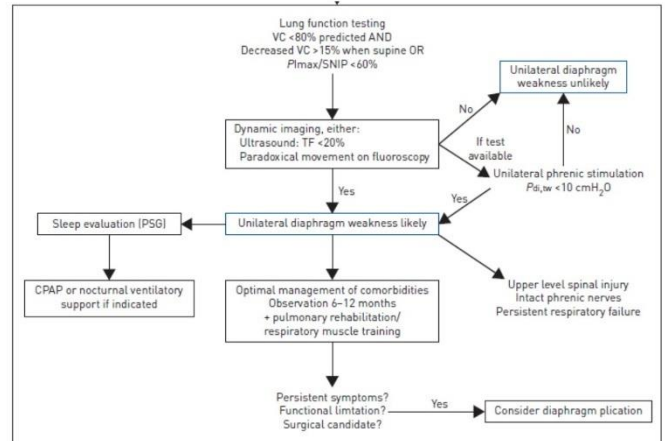 Lung function testing
VC <80% predicted AND
Decreased VC >15% when supine OR
PImax/SNIP <60%
Unilateral diaphragm
weakness unlikely
No
Dynamic imaging, either:
Ultrasound: TF <20%
Paradoxical movement on fluoroscopy
If test
available
No
Unilateral phrenic stimulation
Pdi,tw <10 cmH2O
Yes
Yes
Sleep evaluation (PSG)
Unilateral diaphragm weakness likely
CPAP or nocturnal ventilatory
support if indicated
Optimal management of comorbidities
Observation 6–12 months
+ pulmonary rehabilitation/
respiratory muscle training
Upper level spinal injury
Intact phrenic nerves
Persistent respiratory failure
Persistent symptoms?
Functional limtation?
Surgical candidate?
Yes
Consider diaphragm plication